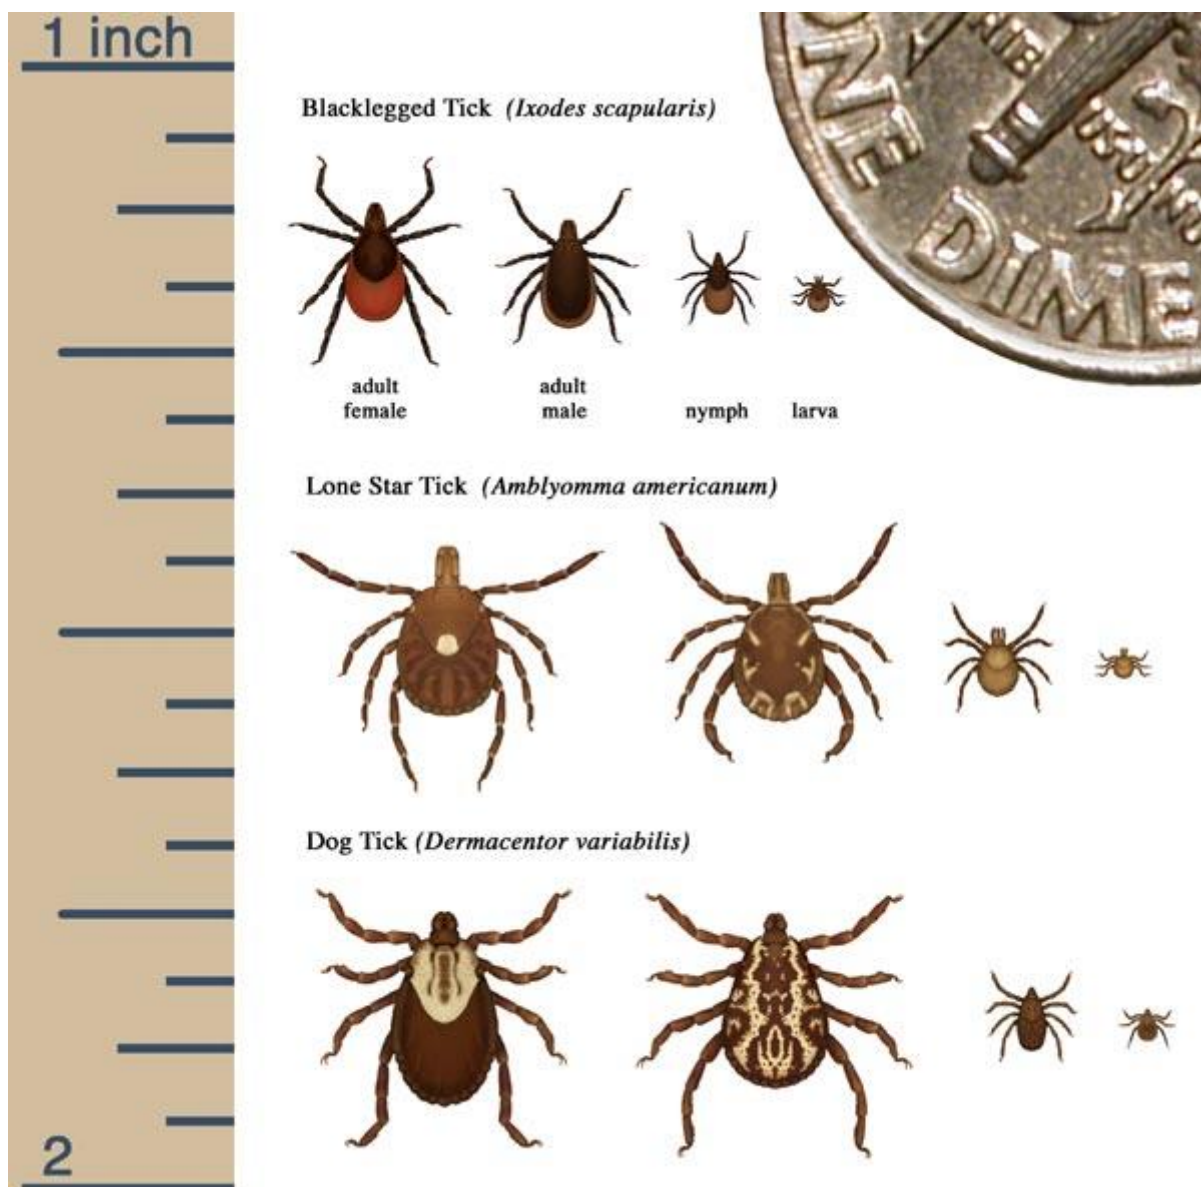 1 inch
Blacklegged Tick (Ixodes scapularis)
adult
female
adult
male
nymph
larva
ONE DIME
Lone Star Tick (Amblyomma americanum)
Dog Tick (Dermacentor variabilis)
2